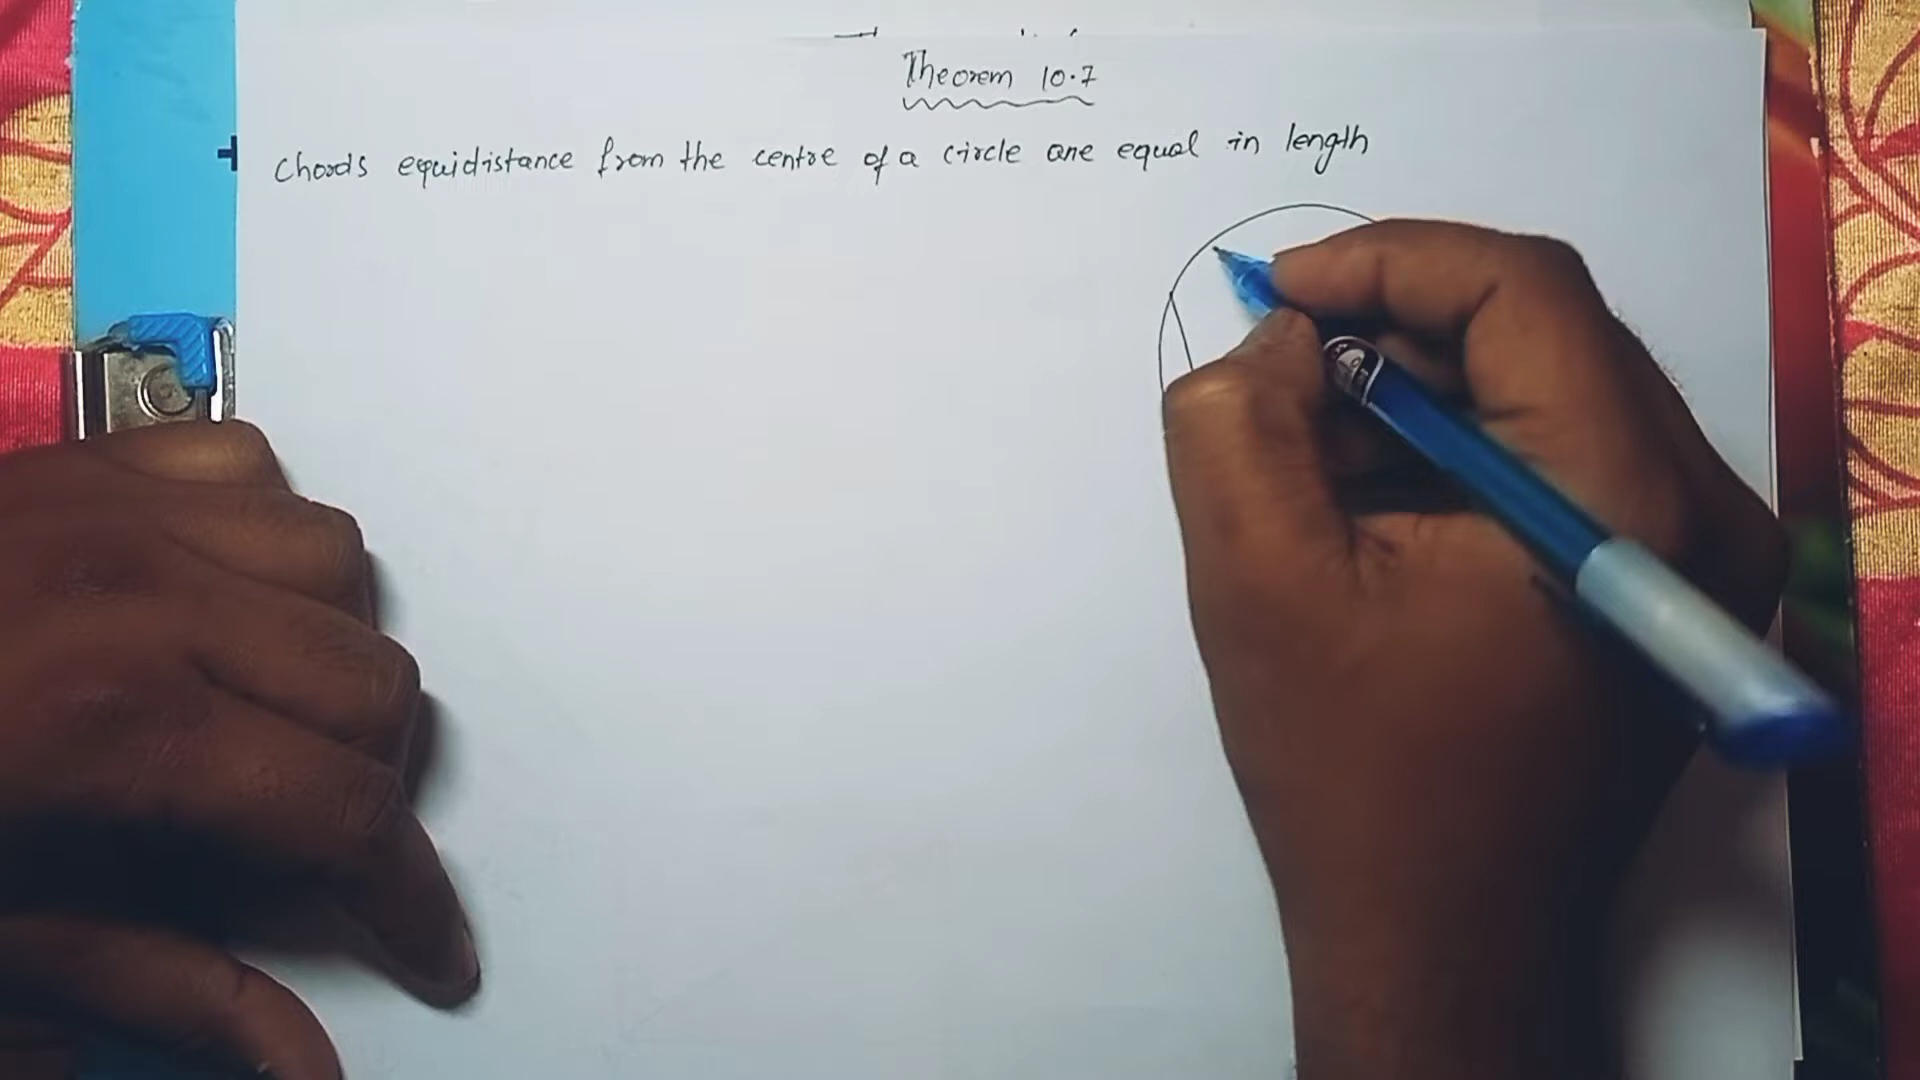 Theorem 10.7
Chords equidistance from the centre of a circle are equal in length